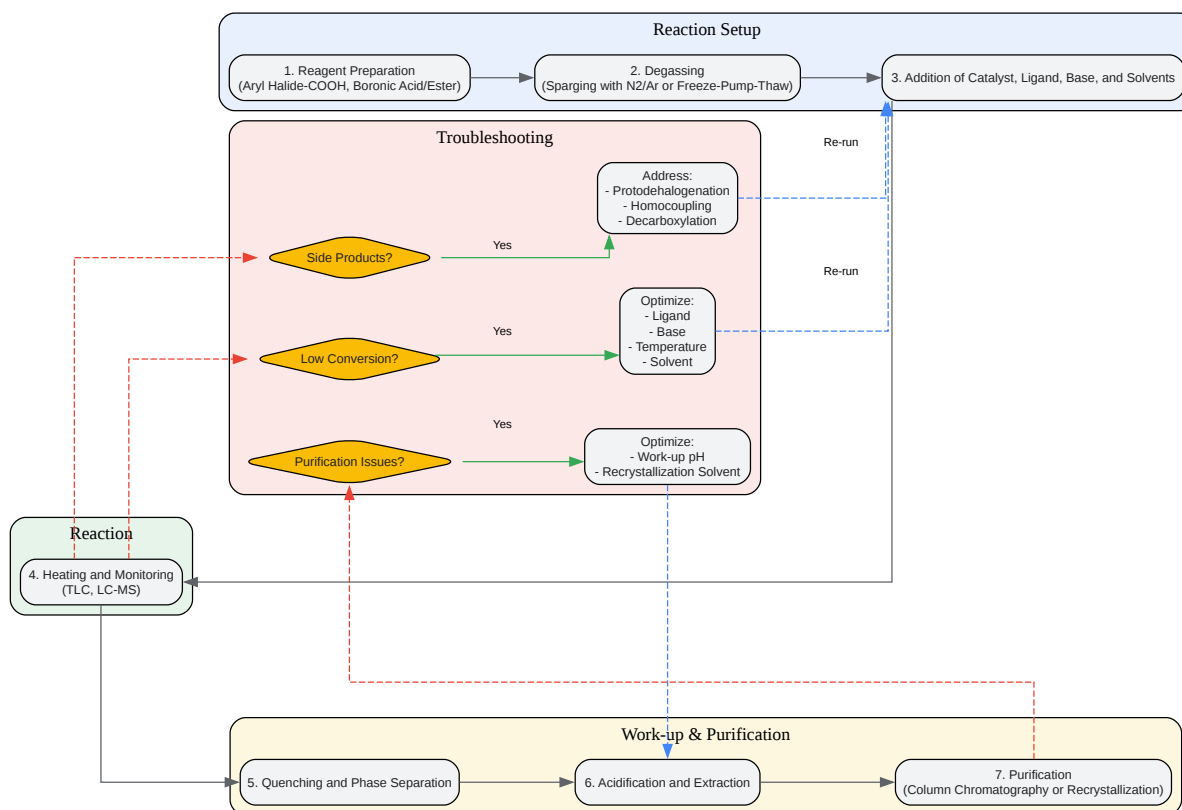 Reaction Setup
1. Reagent Preparation
(Aryl Halide-COOH, Boronic Acid/Ester)
2. Degassing
(Sparging with N2/Ar or Freeze-Pump-Thaw)
3. Addition of Catalyst, Ligand, Base, and Solvents
Troubleshooting
Re-run
Address:
- Protodehalogenation
- Homocoupling
- Decarboxylation
Side Products?
Yes
Re-run
Optimize:
- Ligand
- Base
- Temperature
- Solvent
Low Conversion?
Yes
Purification Issues?
Yes
Optimize:
- Work-up pH
- Recrystallization Solvent
Reaction
4. Heating and Monitoring
(TLC, LC-MS)
Work-up & Purification
5. Quenching and Phase Separation
6. Acidification and Extraction
7. Purification
(Column Chromatography or Recrystallization)